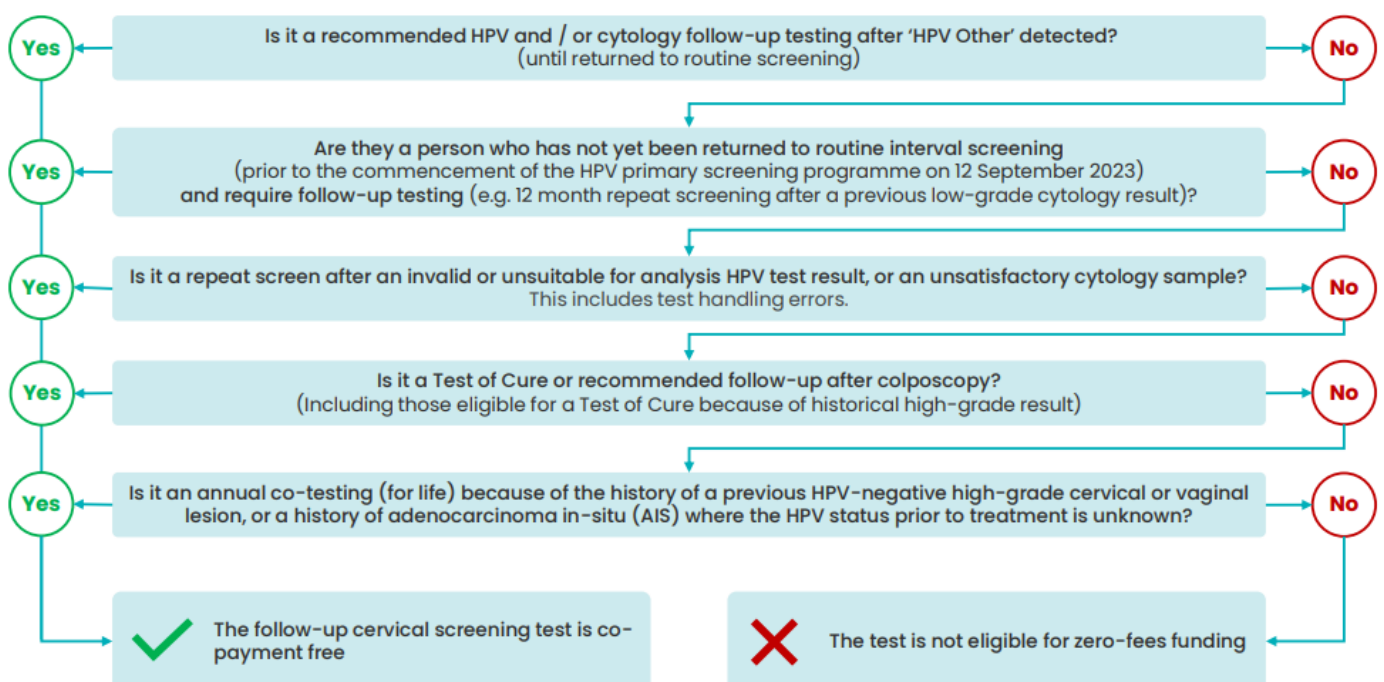 Yes
Is it a recommended HPV and / or cytology follow-up testing after ‘HPV Other’ detected?
(until returned to routine screening)
No
Yes
Are they a person who has not yet been returned to routine interval screening
(prior to the commencement of the HPV primary screening programme on 12 September 2023)
and require follow-up testing (e.g. 12 month repeat screening after a previous low-grade cytology result)?
No
Yes
Is it a repeat screen after an invalid or unsuitable for analysis HPV test result, or an unsatisfactory cytology sample?
This includes test handling errors.
No
Yes
Is it a Test of Cure or recommended follow-up after colposcopy?
(Including those eligible for a Test of Cure because of historical high-grade result)
No
Yes
Is it an annual co-testing (for life) because of the history of a previous HPV-negative high-grade cervical or vaginal
lesion, or a history of adenocarcinoma in-situ (AIS) where the HPV status prior to treatment is unknown?
No
The follow-up cervical screening test is co-
payment free
The test is not eligible for zero-fees funding